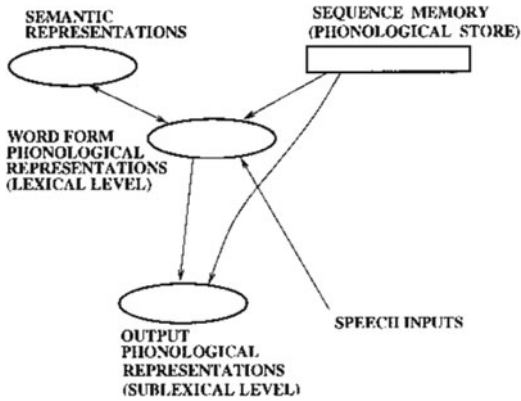 SEMANTIC
REPRESENTATIONS
SEQUENCE MEMORY
(PHONOLOGICAL STORE)
WORD FORM
PHONOLOGICAL
REPRESENTATIONS
(LEXICAL LEVEL)
SPEECH INPUTS
OUTPUT
PHONOLOGICAL
REPRESENTATIONS
(SUBLEXICAL LEVEL)